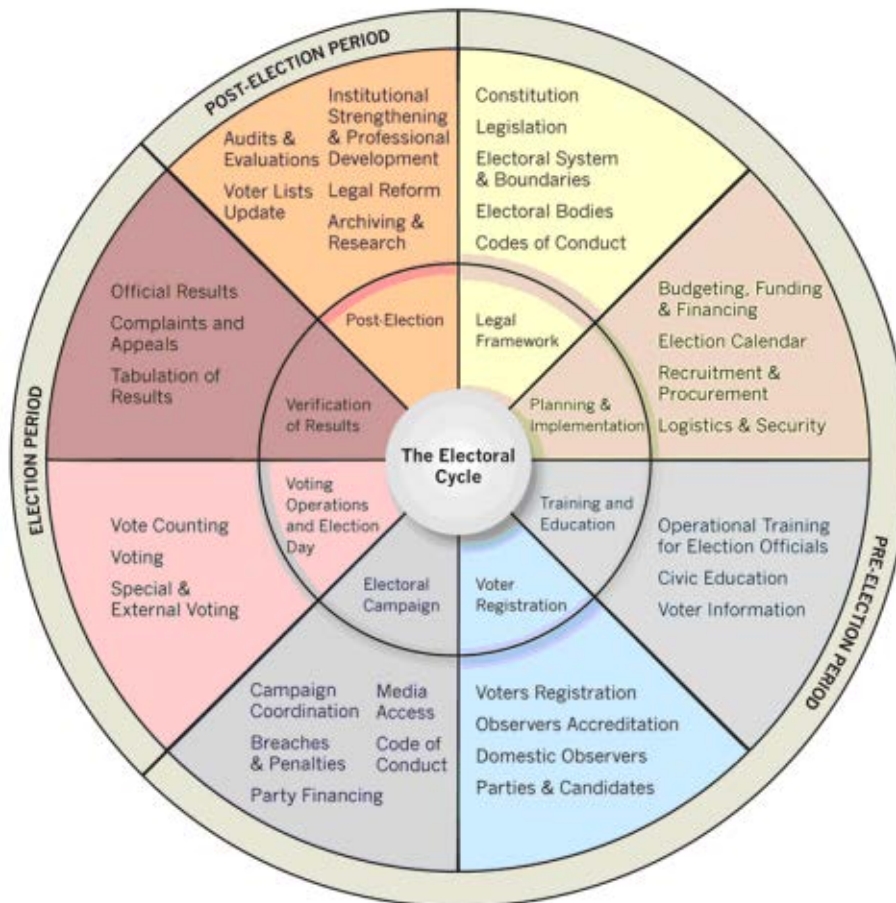 POST-ELECTION PERIOD
Institutional
Strengthening
& Professional
Development
Legal Reform
Archiving &
Research
Audits &
Evaluations
Voter Lists
Update
Post-Election
Constitution
Legislation
Electoral System
& Boundaries
Electoral Bodies
Codes of Conduct
Legal
Framework
Budgeting, Funding
& Financing
Election Calendar
Recruitment &
Procurement
Logistics & Security
Planning &
Implementation
PRE-ELECTION PERIOD
Operational Training
for Election Officials
Civic Education
Voter Information
Training and
Education
Voter
Registration
Voters Registration
Observers Accreditation
Domestic Observers
Parties & Candidates
Electoral
Campaign
Campaign
Coordination
Breaches
& Penalties
Party Financing
Media
Access
Code of
Conduct
ELECTION PERIOD
Voting
Operations
and Election
Day
Vote Counting
Voting
Special &
External Voting
Verification
of Results
Official Results
Complaints and
Appeals
Tabulation of
Results
The Electoral
Cycle